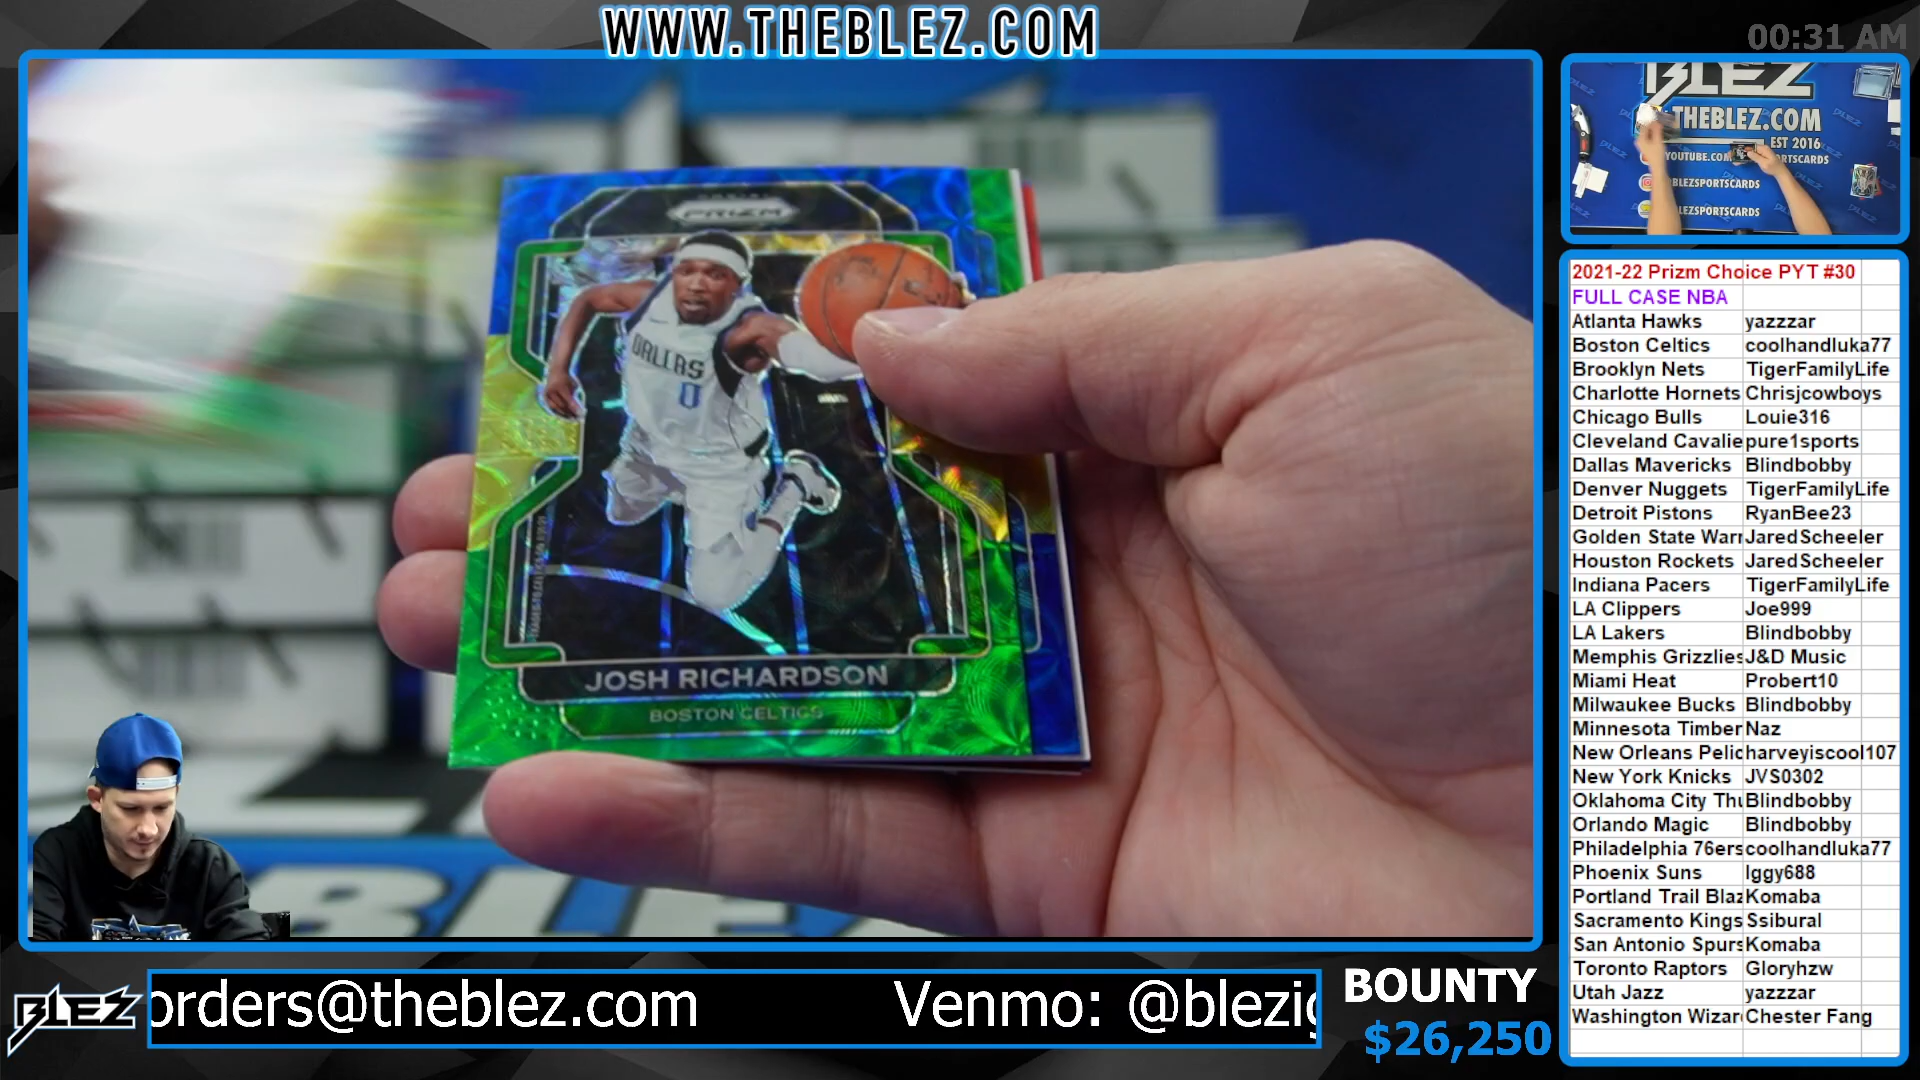 WWW.THEBLEZ.COM
00:31 AM
BLEZ
THEBLEZ.COM
EST 2016
YOUTUBE.COM
BLEZSPORTSCARDS
BLEZSPORTSCARDS
PRIZM
DALLAS
0
JOSH RICHARDSON
BOSTON CELTICS
2021-22 Prizm Choice PYT #30
FULL CASE NBA
Atlanta Hawks yazzzar
Boston Celtics coolhandluka77
Brooklyn Nets TigerFamilyLife
Charlotte Hornets Chrisjcowboys
Chicago Bulls Louie316
Cleveland Cavalie pure1sports
Dallas Mavericks Blindbobby
Denver Nuggets TigerFamilyLife
Detroit Pistons RyanBee23
Golden State Warr JaredScheeler
Houston Rockets JaredScheeler
Indiana Pacers TigerFamilyLife
LA Clippers Joe999
LA Lakers Blindbobby
Memphis Grizzlies J&D Music
Miami Heat Probert10
Milwaukee Bucks Blindbobby
Minnesota Timber Naz
New Orleans Pelic harveyiscool107
New York Knicks JVS0302
Oklahoma City Thu Blindbobby
Orlando Magic Blindbobby
Philadelphia 76ers coolhandluka77
Phoenix Suns Iggy688
Portland Trail Blaz Komaba
Sacramento Kings Ssibural
San Antonio Spurs Komaba
Toronto Raptors Gloryhzw
Utah Jazz yazzzar
Washington Wizar Chester Fang
BLEZ
orders@theblez.com Venmo: @blezig
BOUNTY
$26,250